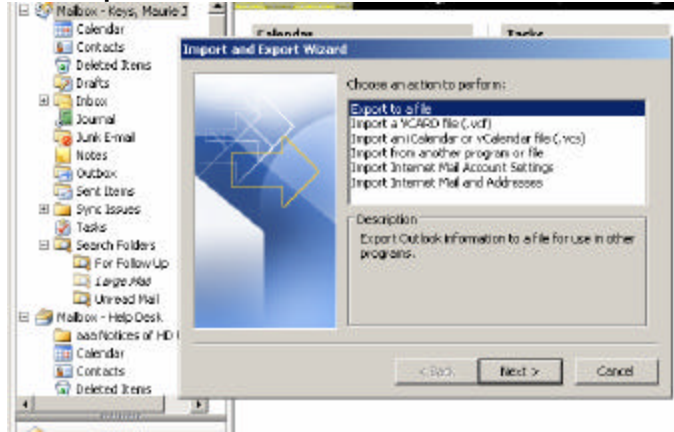 Mailbox - Keys, Maurie J
Calendar
Contacts
Deleted Items
Drafts
Inbox
Journal
Junk E-mail
Notes
Outbox
Sent Items
Sync Issues
Tasks
Search Folders
For Follow Up
Large Mail
Unread Mail
Mailbox - Help Desk
aaa Notices of HD
Calendar
Contacts
Deleted Items
Calendar
Tasks
Import and Export Wizard
Choose an action to perform:
Export to a file
Import a VCARD file (.vcf)
Import an iCalendar or vCalendar file (.vcs)
Import from another program or file
Import Internet Mail Account Settings
Import Internet Mail and Addresses
Description
Export Outlook information to a file for use in other
programs.
< Back
Next >
Cancel